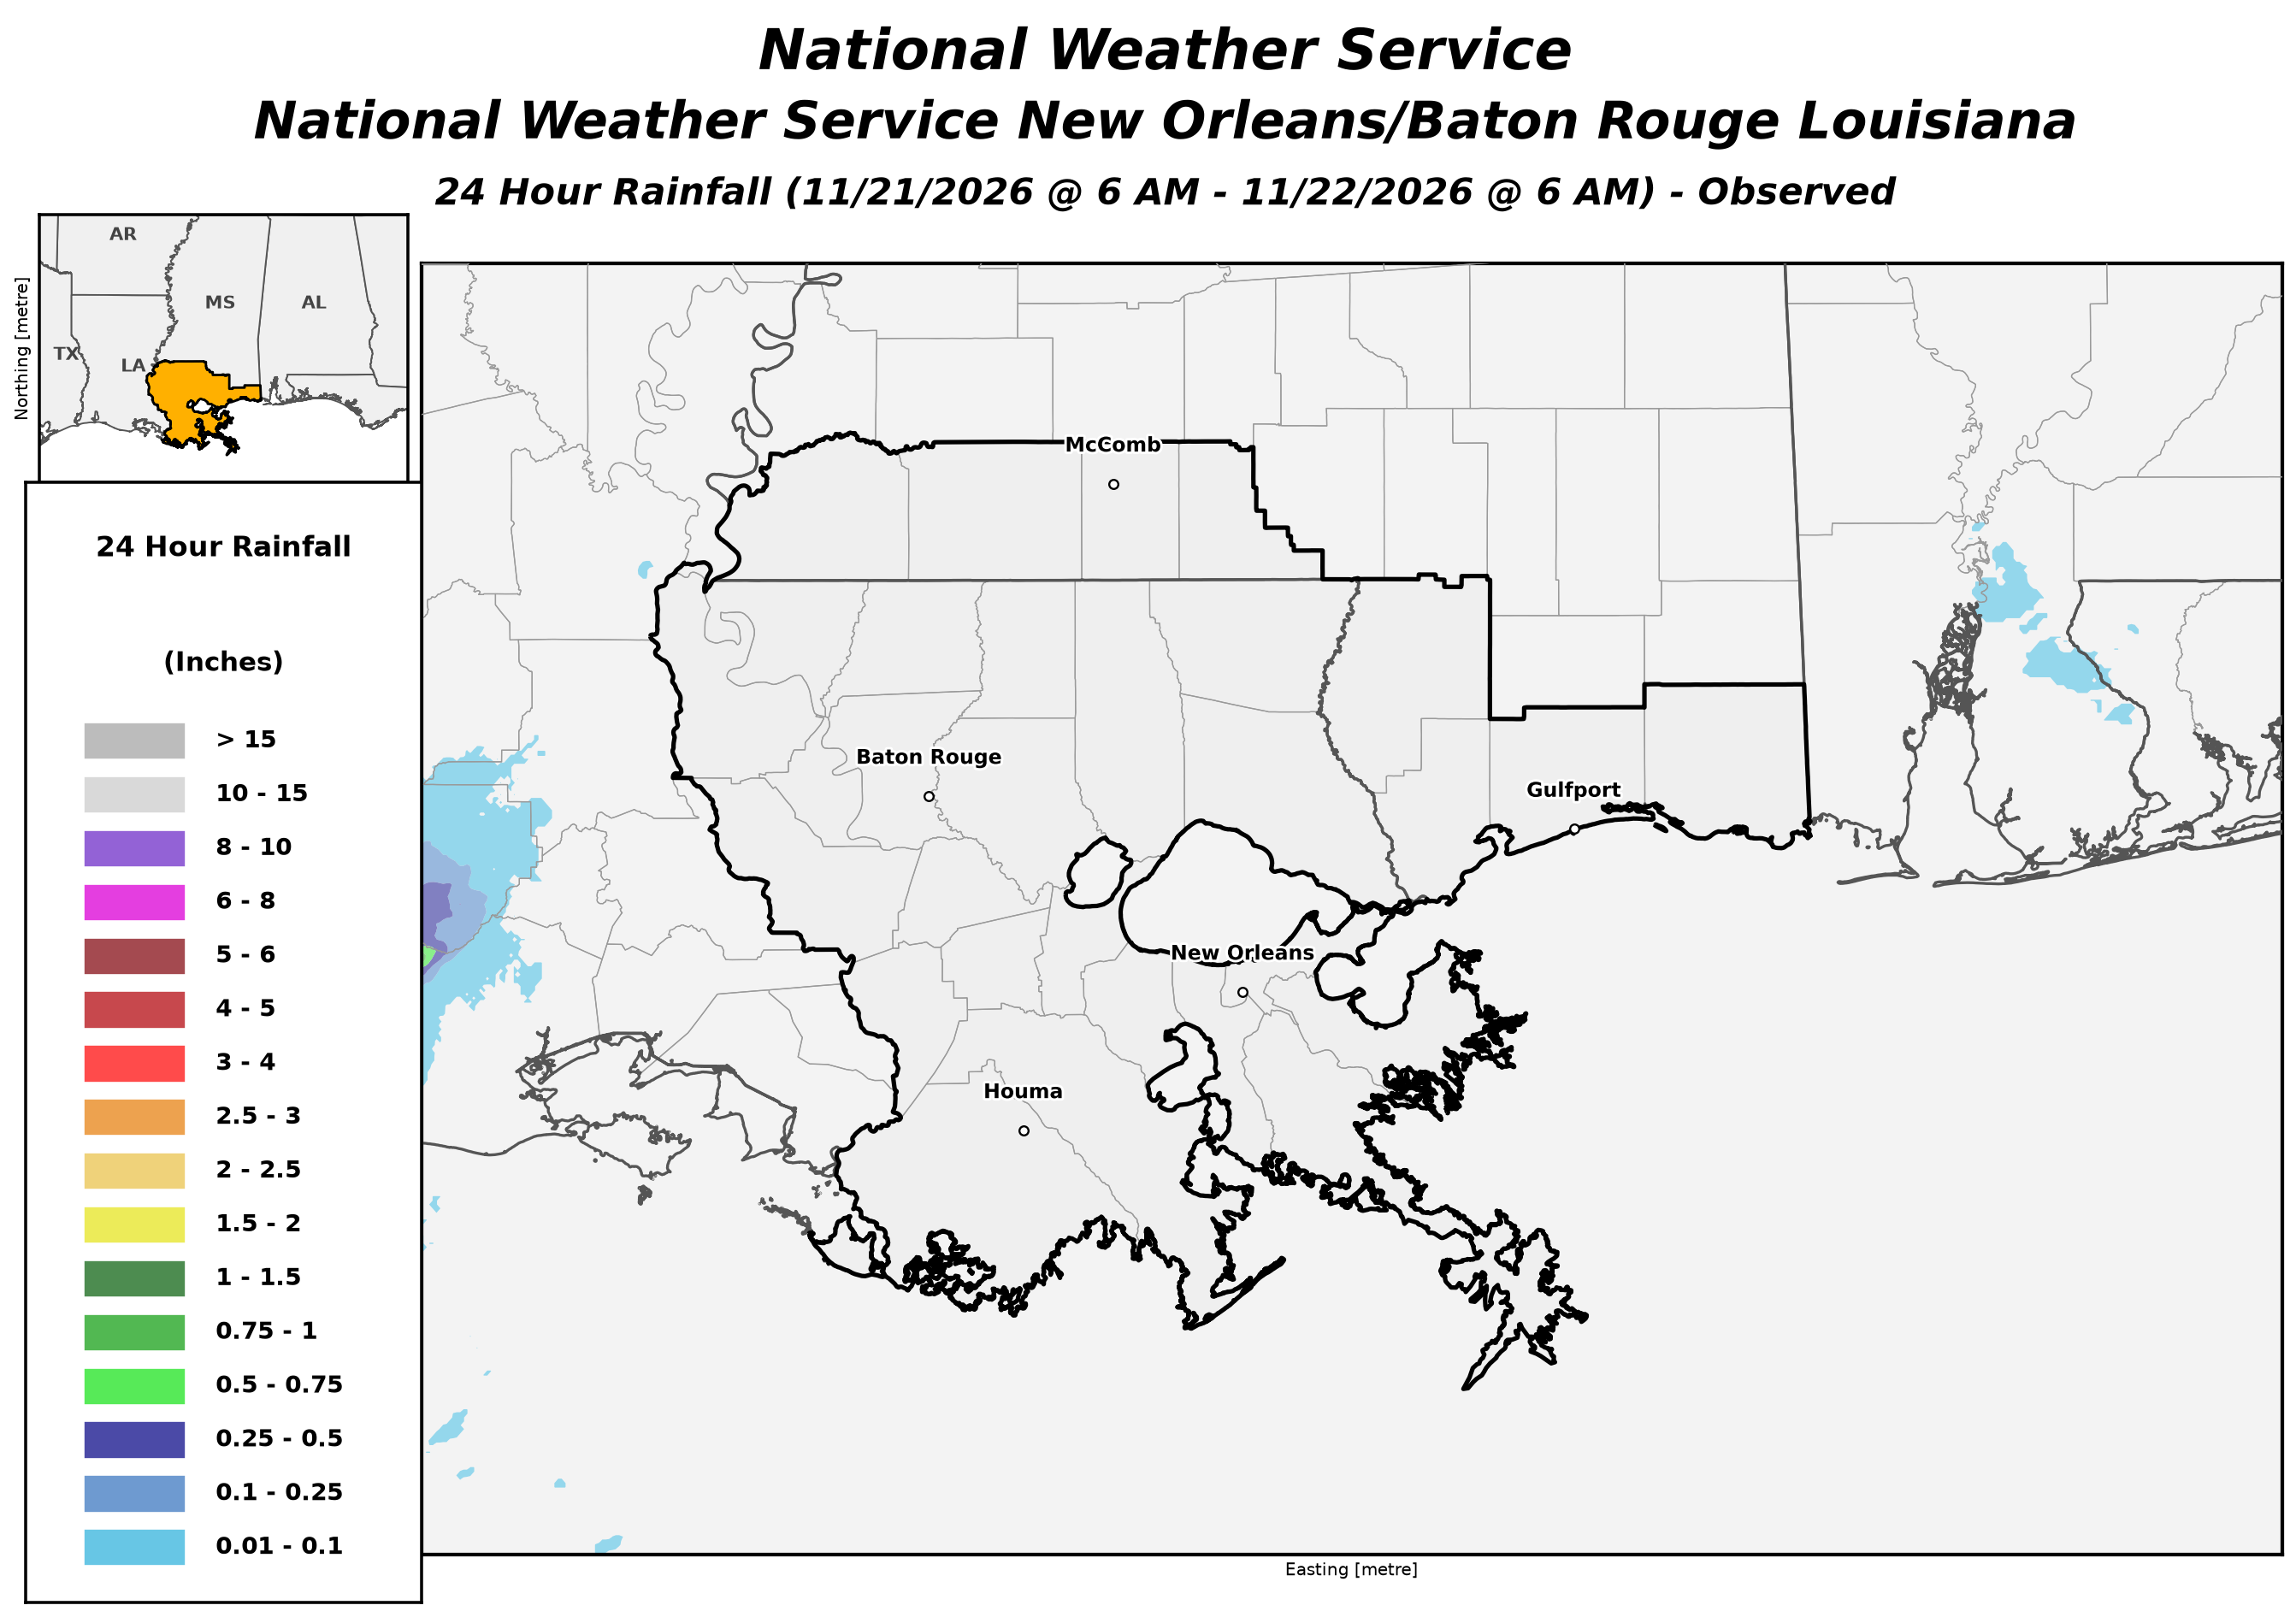 National Weather Service
National Weather Service New Orleans/Baton Rouge Louisiana
24 Hour Rainfall (11/21/2026 @ 6 AM - 11/22/2026 @ 6 AM) - Observed
Northing [metre]
AR
MS
AL
TX
LA
24 Hour Rainfall
(Inches)
> 15
10 - 15
8 - 10
6 - 8
5 - 6
4 - 5
3 - 4
2.5 - 3
2 - 2.5
1.5 - 2
1 - 1.5
0.75 - 1
0.5 - 0.75
0.25 - 0.5
0.1 - 0.25
0.01 - 0.1
McComb
Baton Rouge
Gulfport
New Orleans
Houma
Easting [metre]